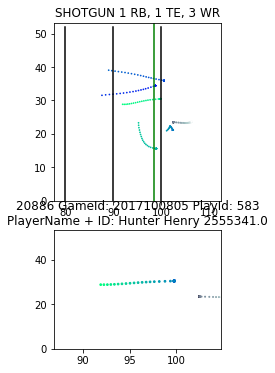 SHOTGUN 1 RB, 1 TE, 3 WR
50
40
30
20
10
0
80 90 100 110
20886 GameId: 2017100805 PlayId: 583
PlayerName + ID: Hunter Henry 2555341.0
40
20
0
90 95 100